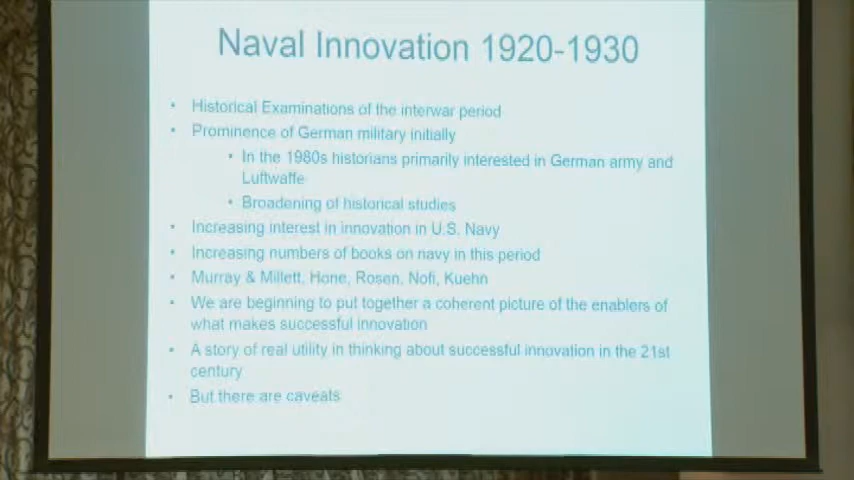 Naval Innovation 1920-1930
• Historical Examinations of the interwar period
• Prominence of German military initially
• In the 1980s historians primarily interested in German army and
Luftwaffe
• Broadening of historical studies
• Increasing interest in innovation in U.S. Navy
• Increasing numbers of books on navy in this period
• Murray & Millett, Hone, Rosen, Nofi, Kuehn
• We are beginning to put together a coherent picture of the enablers of
what makes successful innovation
• A story of real utility in thinking about successful innovation in the 21st
century
• But there are caveats